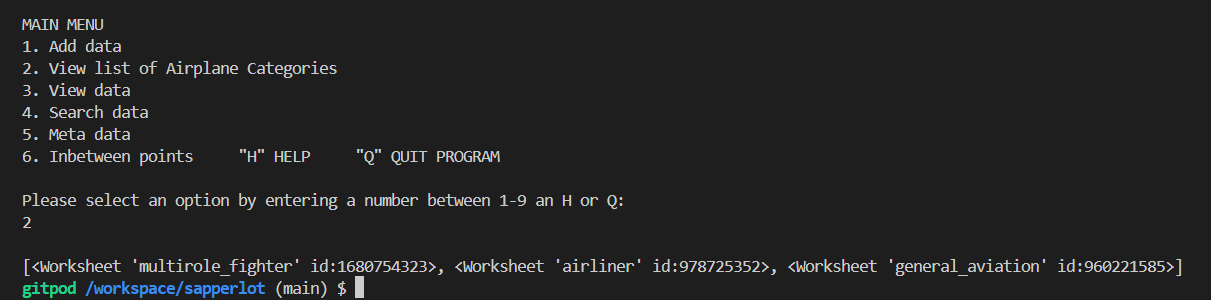 MAIN MENU
1. Add data
2. View list of Airplane Categories
3. View data
4. Search data
5. Meta data
6. Inbetween points     "H" HELP     "Q" QUIT PROGRAM
Please select an option by entering a number between 1-9 an H or Q:
2
[<Worksheet 'multirole_fighter' id:1680754323>, <Worksheet 'airliner' id:978725352>, <Worksheet 'general_aviation' id:960221585>]
gitpod /workspace/sapperlot (main) $